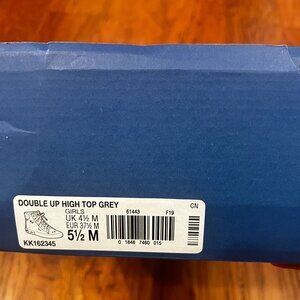 DOUBLE UP HIGH TOP GREY
CN
GIRLS
61443
F19
UK 4½ M
EUR 37½ M
5½ M
KK162345
0 1846 7460 015